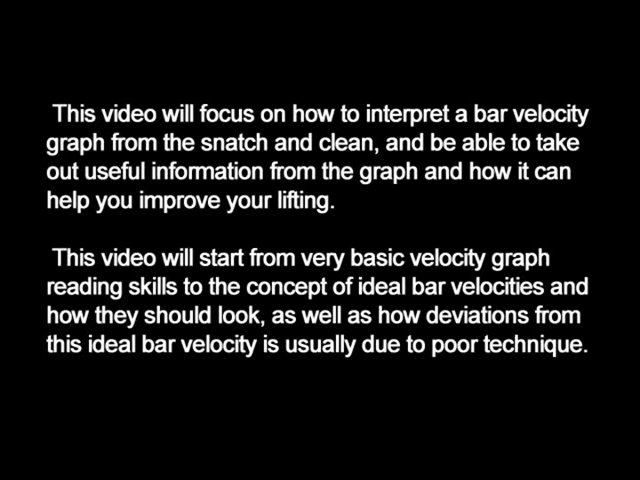 This video will focus on how to interpret a bar velocity
graph from the snatch and clean, and be able to take
out useful information from the graph and how it can
help you improve your lifting.
This video will start from very basic velocity graph
reading skills to the concept of ideal bar velocities and
how they should look, as well as how deviations from
this ideal bar velocity is usually due to poor technique.